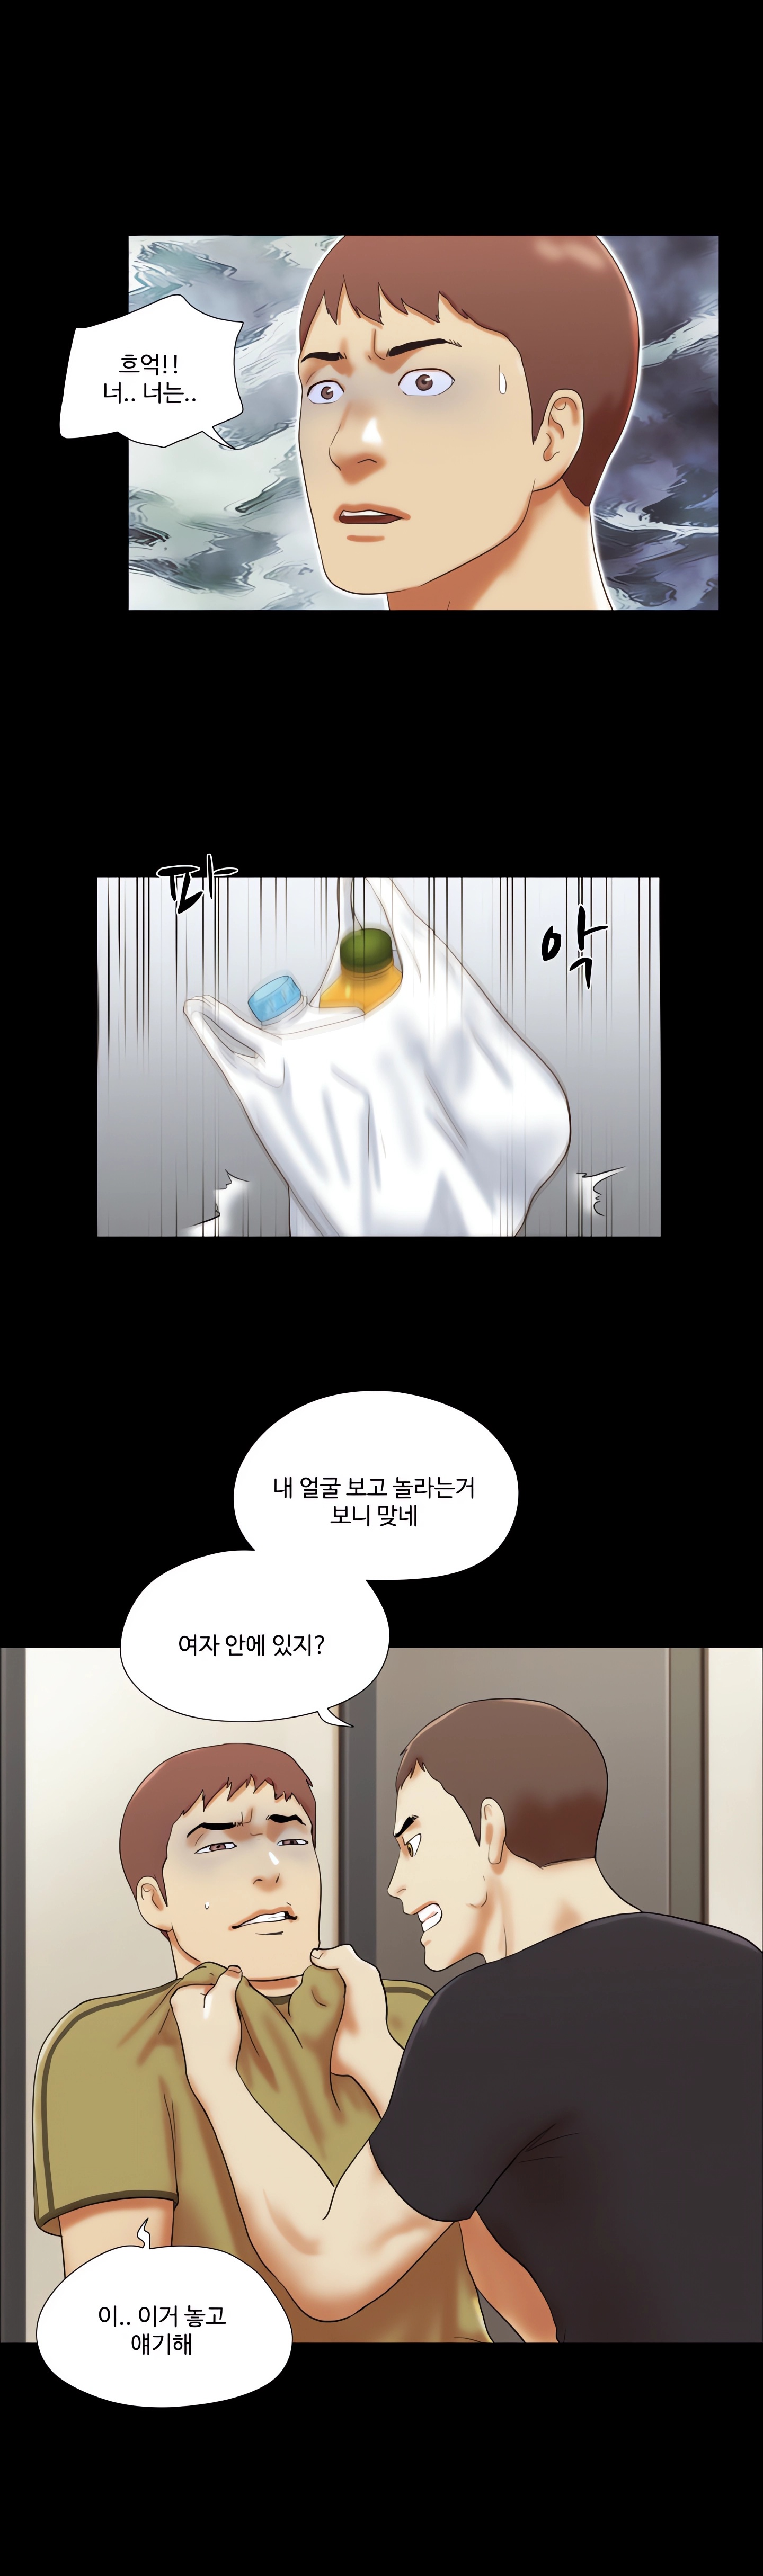 흐억!!
너.. 너는..
파
악
내 얼굴 보고 놀라는거
보니 맞네
여자 안에 있지?
이.. 이거 놓고
얘기해